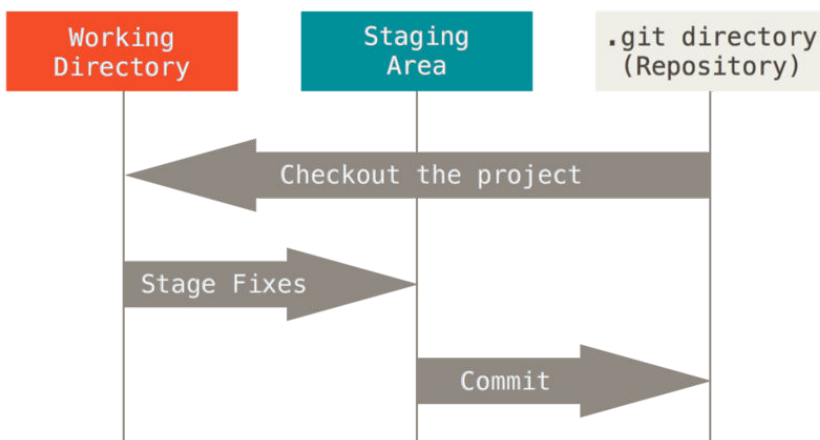 Working
Directory
Staging
Area
.git directory
(Repository)
Checkout the project
Stage Fixes
Commit